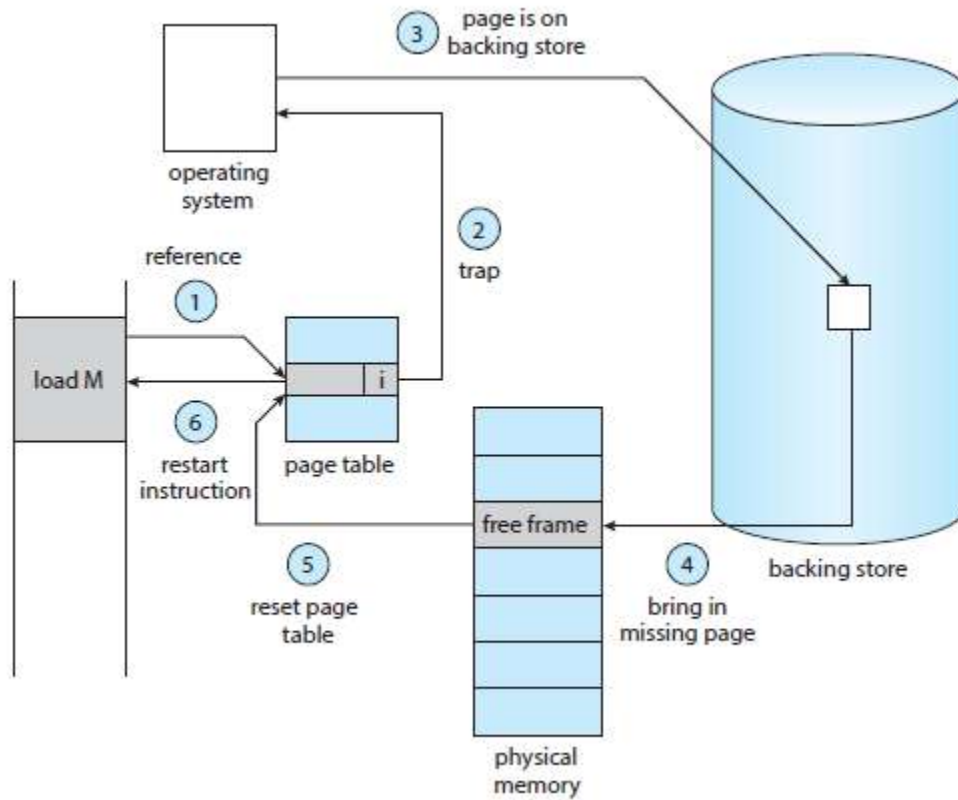 3
page is on
backing store
operating
system
2
trap
reference
1
load M
i
6
restart
instruction
page table
free frame
5
reset page
table
4
bring in
missing page
backing store
physical
memory